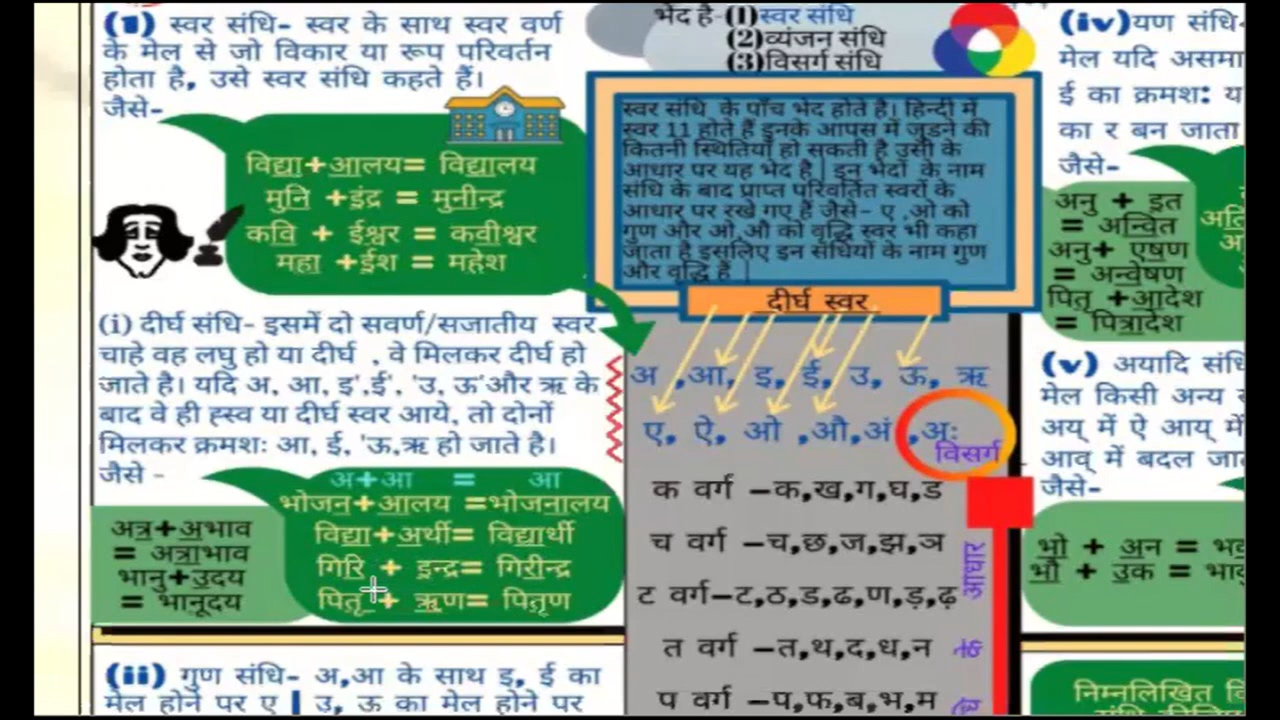 (1) स्वर संधि- स्वर के साथ स्वर वर्ण
के मेल से जो विकार या रूप परिवर्तन
होता है, उसे स्वर संधि कहते हैं।
जैसे-
विद्या+आलय= विद्यालय
मुनि +इंद्र = मुनीन्द्र
कवि + ईश्वर = कवीश्वर
महा +ईश = महेश
(i) दीर्घ संधि- इसमें दो सवर्ण/सजातीय स्वर
चाहे वह लघु हो या दीर्घ , वे मिलकर दीर्घ हो
जाते है। यदि अ, आ, इ',ई', 'उ, ऊ'और ऋ के
बाद वे ही ह्स्व या दीर्घ स्वर आये, तो दोनों
मिलकर क्रमशः आ, ई, 'ऊ,ऋ हो जाते है।
जैसे -
अत्र+अभाव
= अत्राभाव
भानु+उदय
= भानूदय
अ+आ = आ
भोजन+आलय =भोजनालय
विद्या+अर्थी= विद्यार्थी
गिरि + इन्द्र= गिरीन्द्र
पितृ + ऋण= पितृण
(ii) गुण संधि- अ,आ के साथ इ, ई का
मेल होने पर ए | उ, ऊ का मेल होने पर
भेद है-(1)स्वर संधि
(2)व्यंजन संधि
(3)विसर्ग संधि
स्वर संधि के पाँच भेद होते है। हिन्दी में
स्वर 11 होते हैं इनके आपस में जुडने की
कितनी स्थितियाँ हो सकती है उसी के
आधार पर यह भेद है | इन भेदों के नाम
संधि के बाद प्राप्त परिवर्तित स्वरों के
आधार पर रखे गए हैं जैसे- ए ,ओ को
गुण और ओ,औ को वृद्धि स्वर भी कहा
जाता है इसलिए इन संधियों के नाम गुण
और वृद्धि हैं |
दीर्घ स्वर
अ ,आ, इ, ई, उ, ऊ, ऋ
ए, ऐ, ओ ,औ,अं ,अः
विसर्ग
क वर्ग –क,ख,ग,घ,ड
च वर्ग –च,छ,ज,झ,ञ
ट वर्ग–ट,ठ,ड,ढ,ण,ड़,ढ़
त वर्ग –त,थ,द,ध,न
प वर्ग –प,फ,ब,भ,म
आधार
के
(iv)यण संधि-
मेल यदि असमा
ई का क्रमश: य
का र बन जाता
जैसे-
अनु + इत
= अन्वित
अनु+ एषण
= अन्वेषण
पितृ +आदेश
= पित्रादेश
(v) अयादि संधि
मेल किसी अन्य
अय् में ऐ आय् में
आव् में बदल जा
जैसे-
भो + अन = भव
भौ + उक = भाव
निम्नलिखित